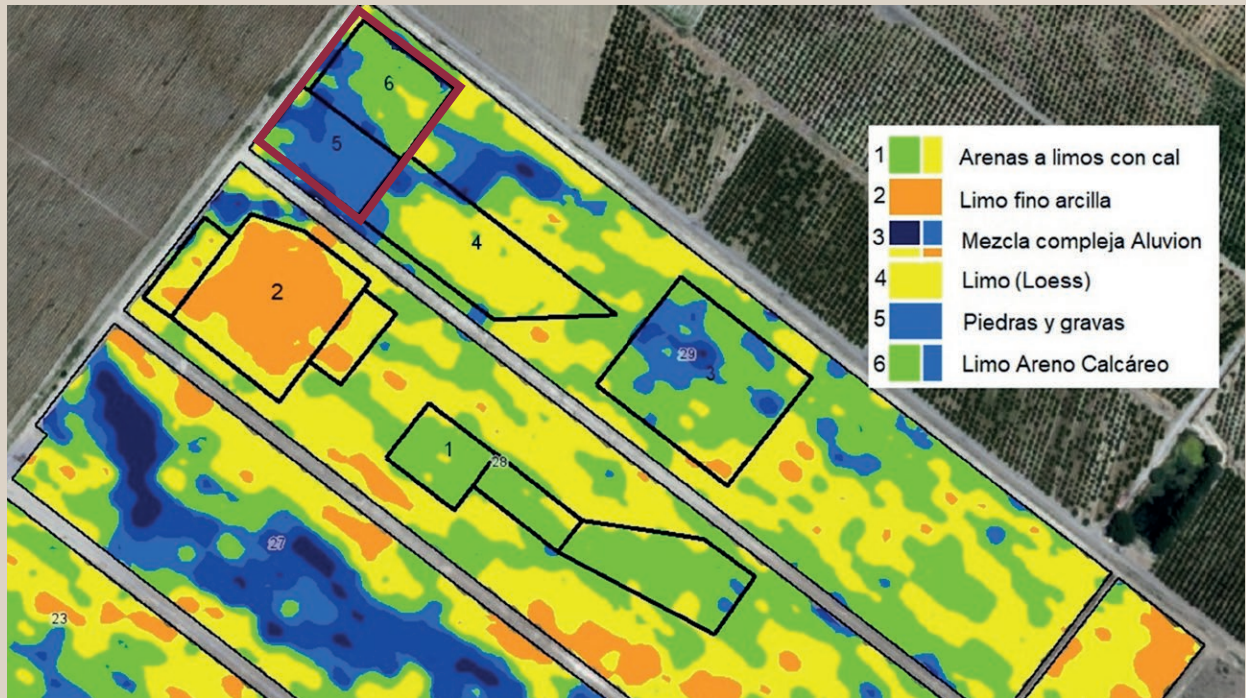 6
5
4
2
29
3
1
28
27
23
1 Arenas a limos con cal
2 Limo fino arcilla
3 Mezcla compleja Aluvion
4 Limo (Loess)
5 Piedras y gravas
6 Limo Areno Calcáreo